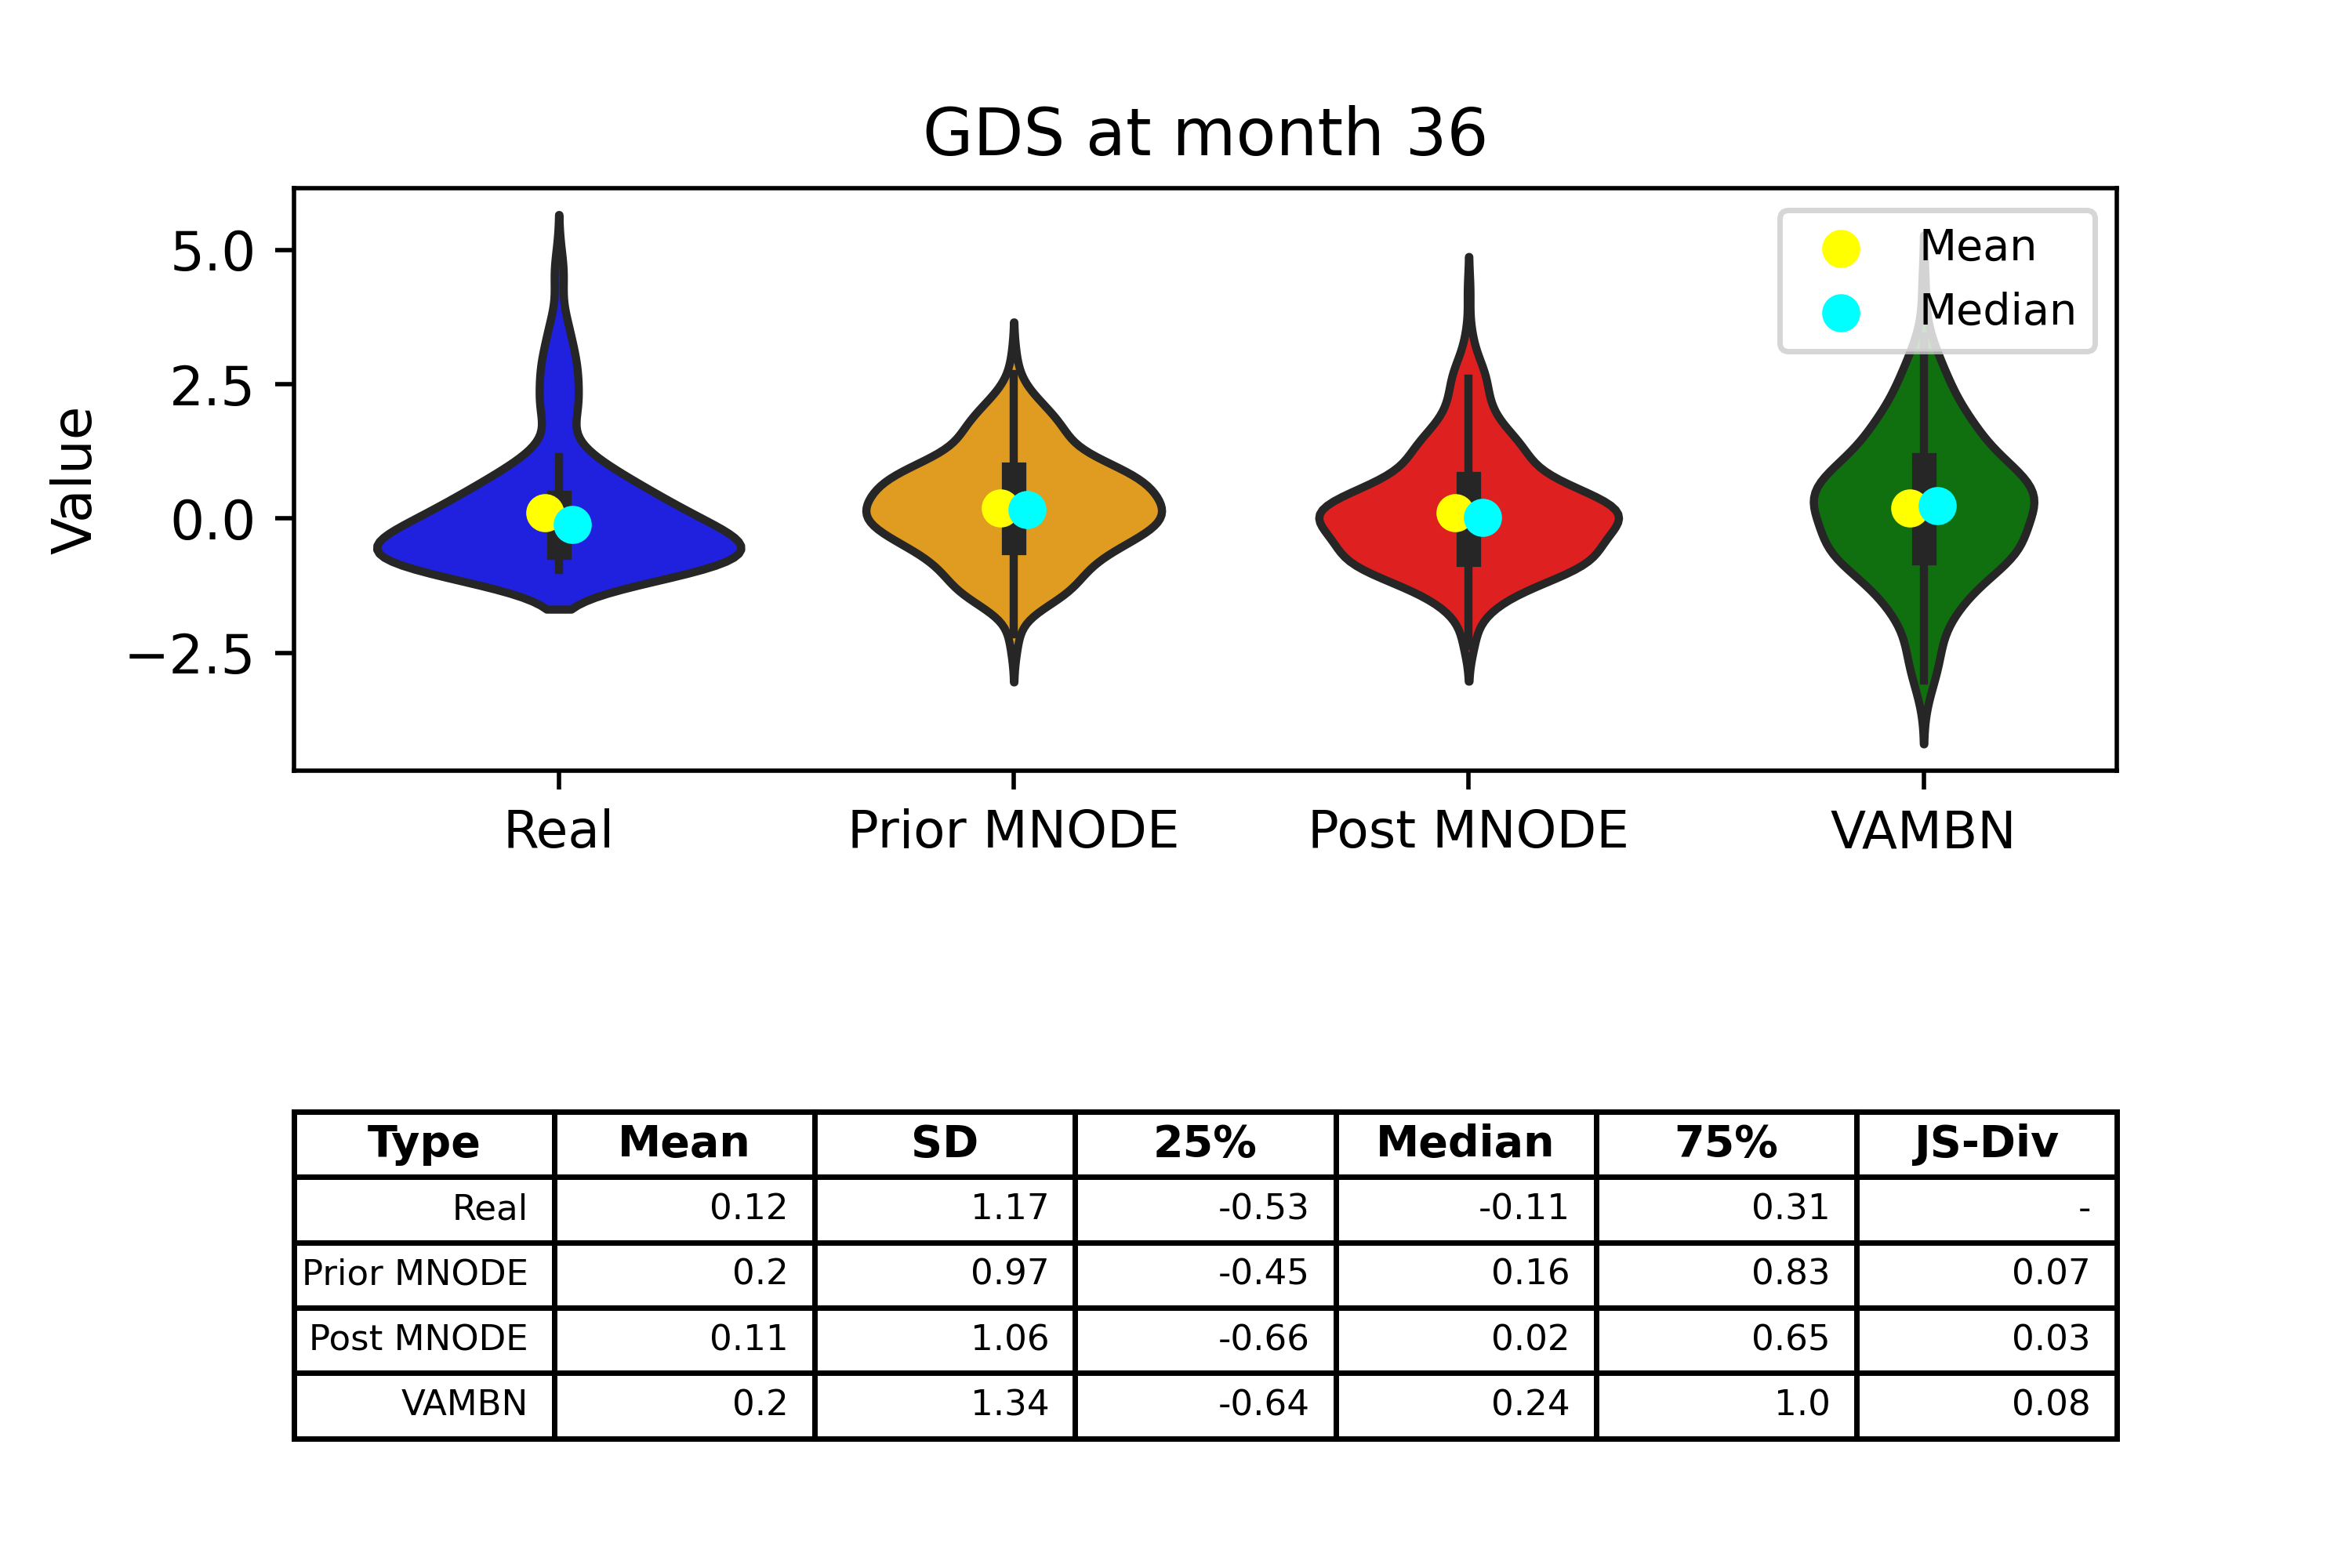 GDS at month 36
Value
5.0
2.5
0.0
−2.5
Mean
Median
Real Prior MNODE Post MNODE VAMBN
Type Mean SD 25% Median 75% JS-Div
Real 0.12 1.17 -0.53 -0.11 0.31 -
Prior MNODE 0.2 0.97 -0.45 0.16 0.83 0.07
Post MNODE 0.11 1.06 -0.66 0.02 0.65 0.03
VAMBN 0.2 1.34 -0.64 0.24 1.0 0.08